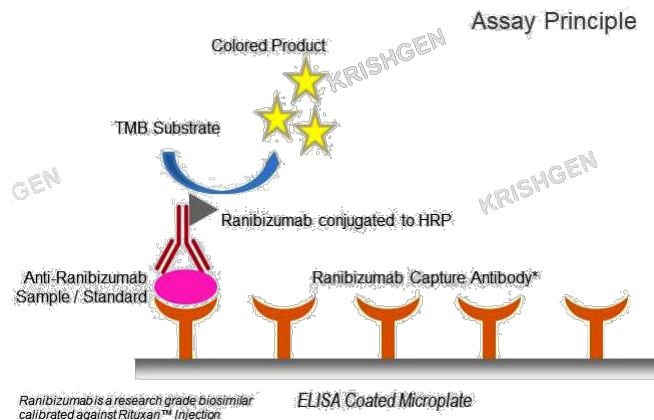 Assay Principle
Colored Product
KRISHGEN
TMB Substrate
GEN
KRISHGEN
Ranibizumab conjugated to HRP
Anti-Ranibizumab
Sample / Standard
Ranibizumab Capture Antibody*
Ranibizumab is a research grade biosimilar
calibrated against Rituxan™ Injection
ELISA Coated Microplate